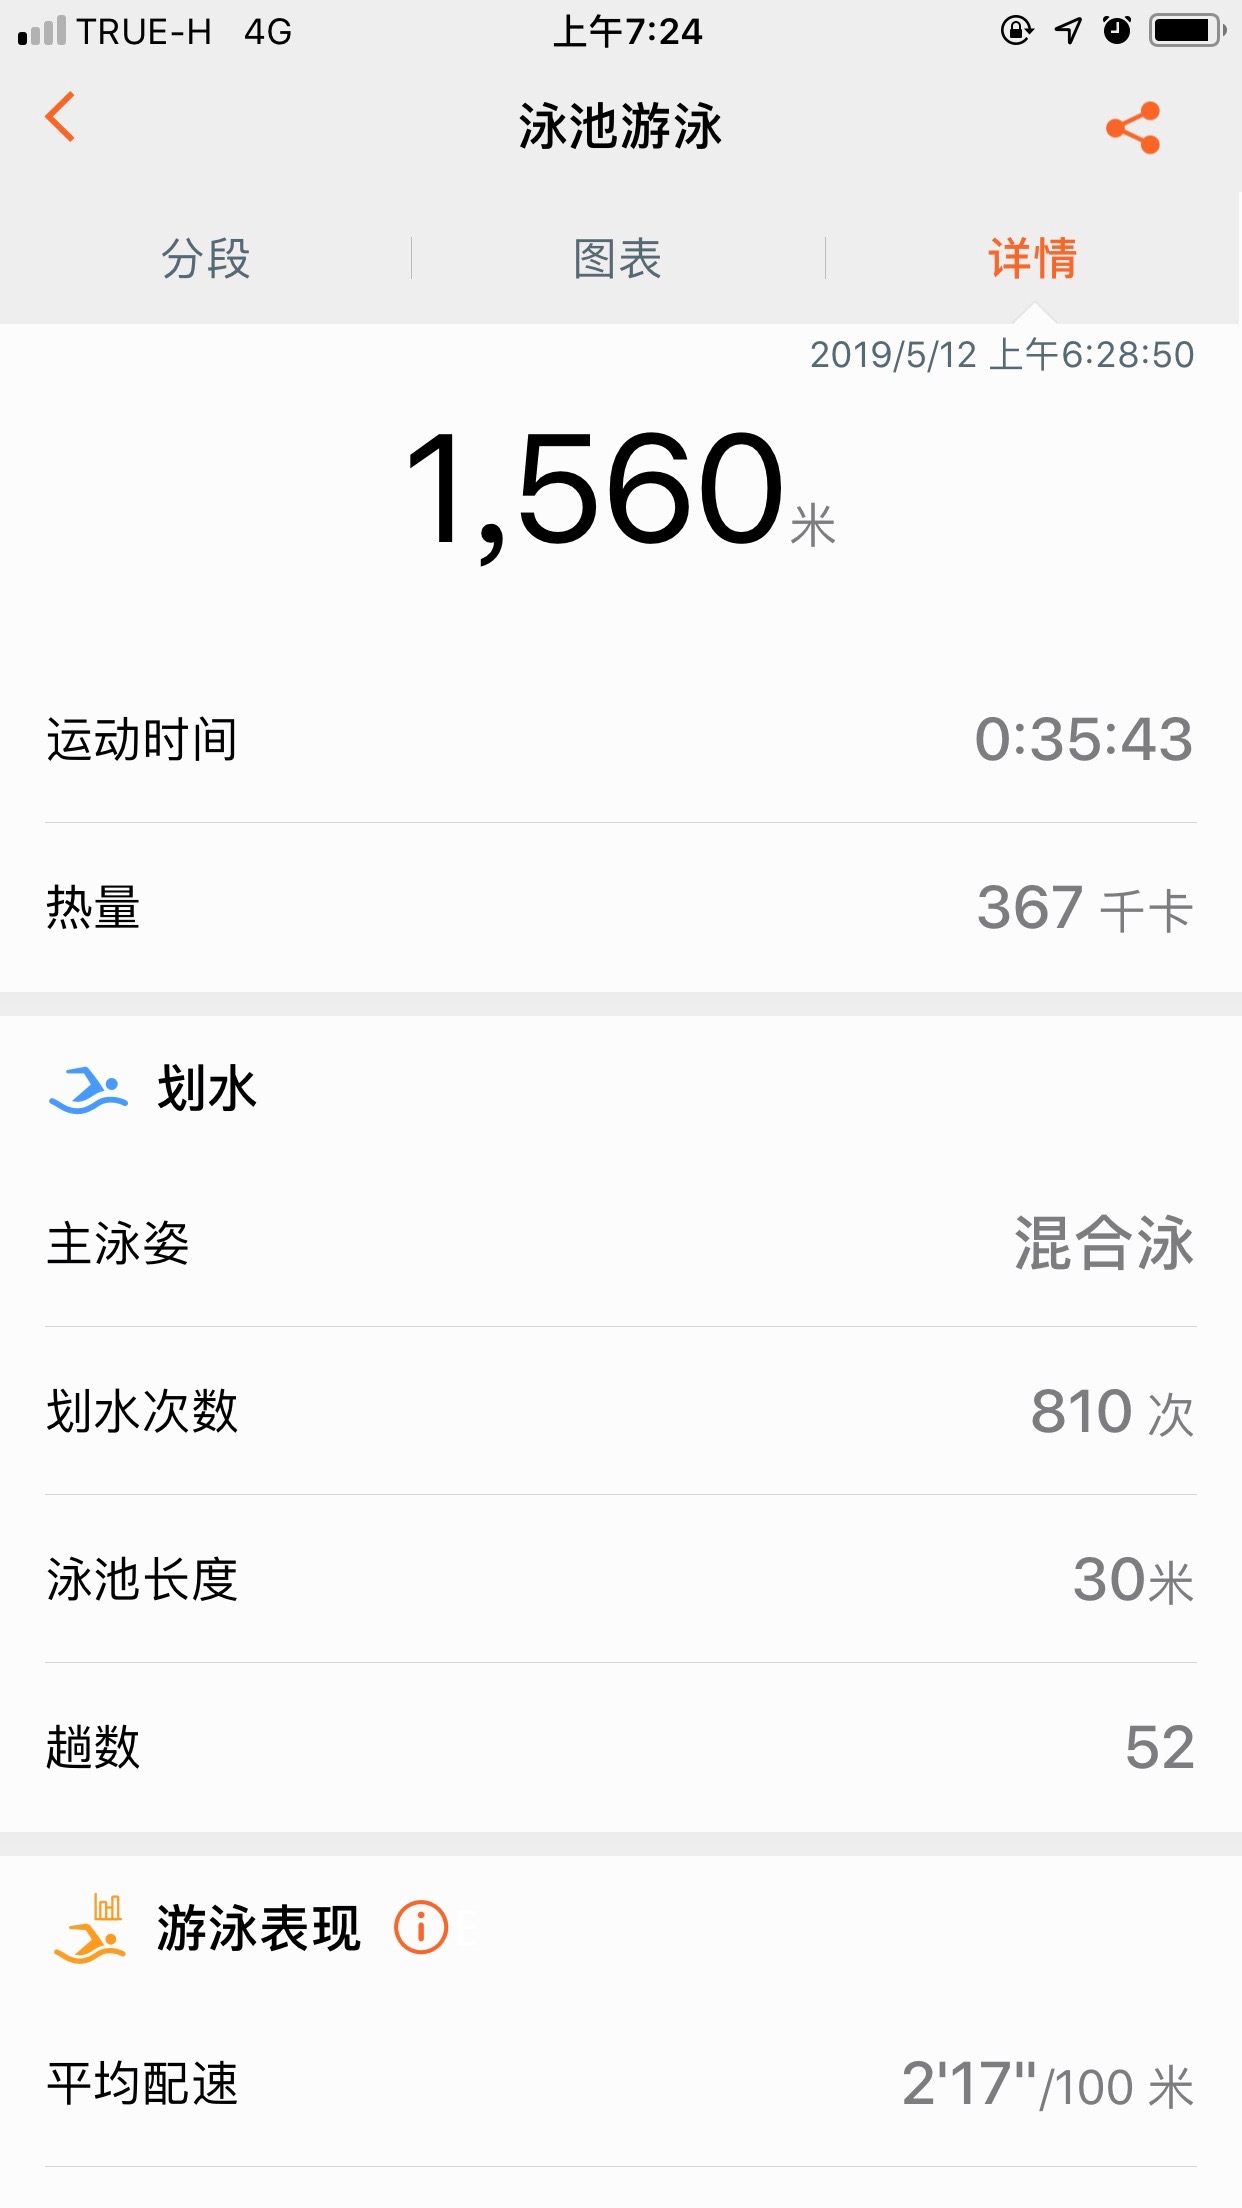 TRUE-H 4G 上午7:24
泳池游泳
分段 图表 详情
2019/5/12 上午6:28:50
1,560米
运动时间 0:35:43
热量 367 千卡
划水
主泳姿 混合泳
划水次数 810 次
泳池长度 30米
趟数 52
游泳表现
平均配速 2'17"/100 米